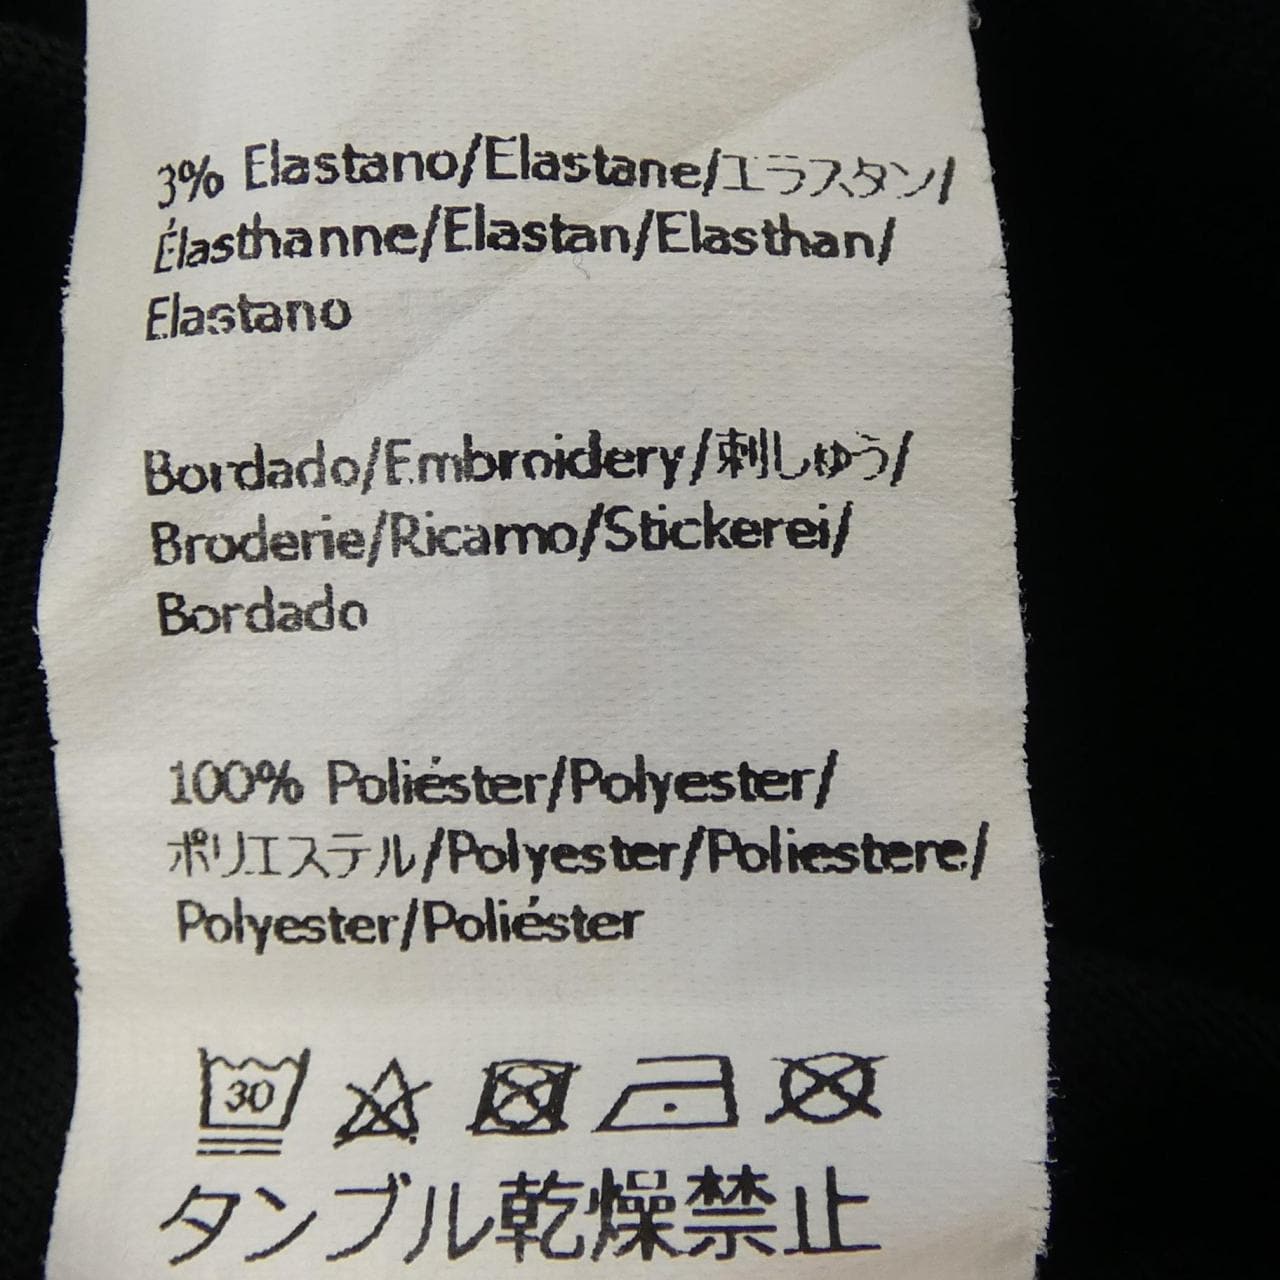 3% Elastano/Elastane/エラスタン/
Élasthanne/Elastan/Elasthan/
Elastano
Bordado/Embroidery/刺しゅう/
Broderie/Ricamo/Stickerei/
Bordado
100% Poliéster/Polyester/
ポリエステル/Polyester/Poliestere/
Polyester/Poliéster
30
タンブル乾燥禁止